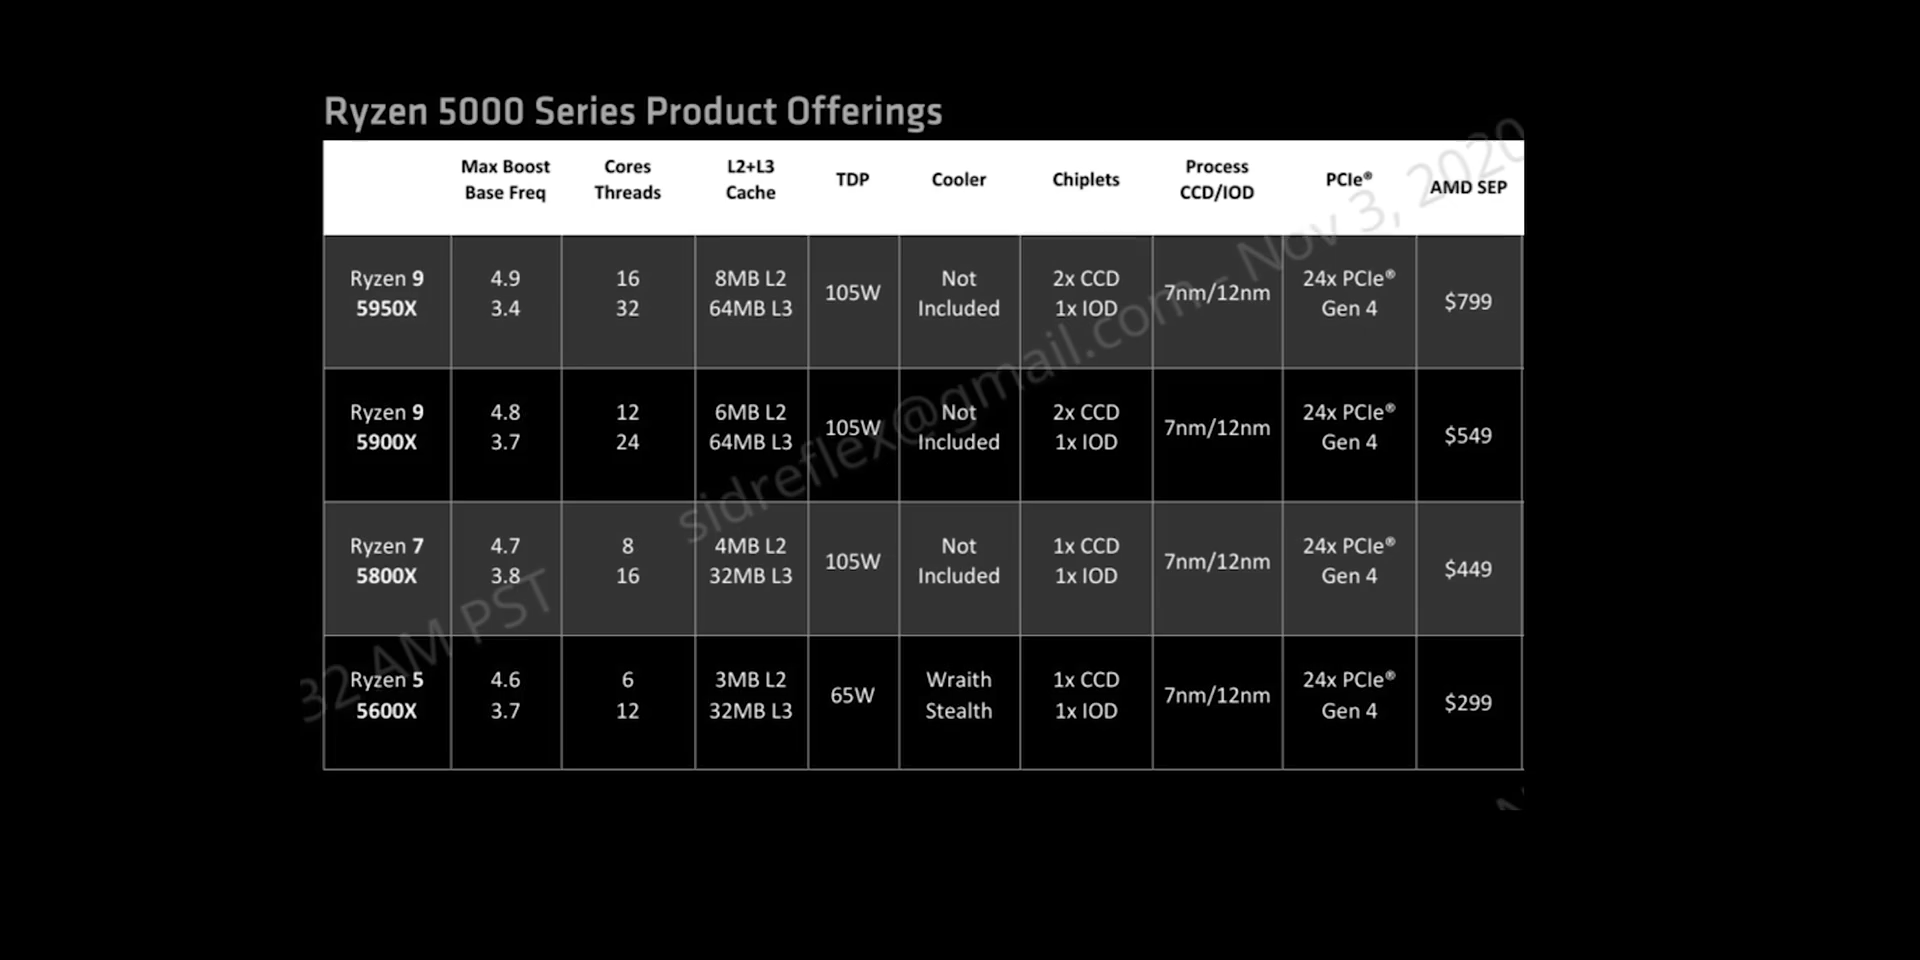 Ryzen 5000 Series Product Offerings
Max Boost Base Freq Cores Threads L2+L3 Cache TDP Cooler Chiplets Process CCD/IOD PCIe® AMD SEP
Ryzen 9 5950X 4.9 3.4 16 32 8MB L2 64MB L3 105W Not Included 2x CCD 1x IOD 7nm/12nm 24x PCIe® Gen 4 $799
Ryzen 9 5900X 4.8 3.7 12 24 6MB L2 64MB L3 105W Not Included 2x CCD 1x IOD 7nm/12nm 24x PCIe® Gen 4 $549
Ryzen 7 5800X 4.7 3.8 8 16 4MB L2 32MB L3 105W Not Included 1x CCD 1x IOD 7nm/12nm 24x PCIe® Gen 4 $449
Ryzen 5 5600X 4.6 3.7 6 12 3MB L2 32MB L3 65W Wraith Stealth 1x CCD 1x IOD 7nm/12nm 24x PCIe® Gen 4 $299
sidreflex@gmail.com - Nov 3, 2020
32 AM PST